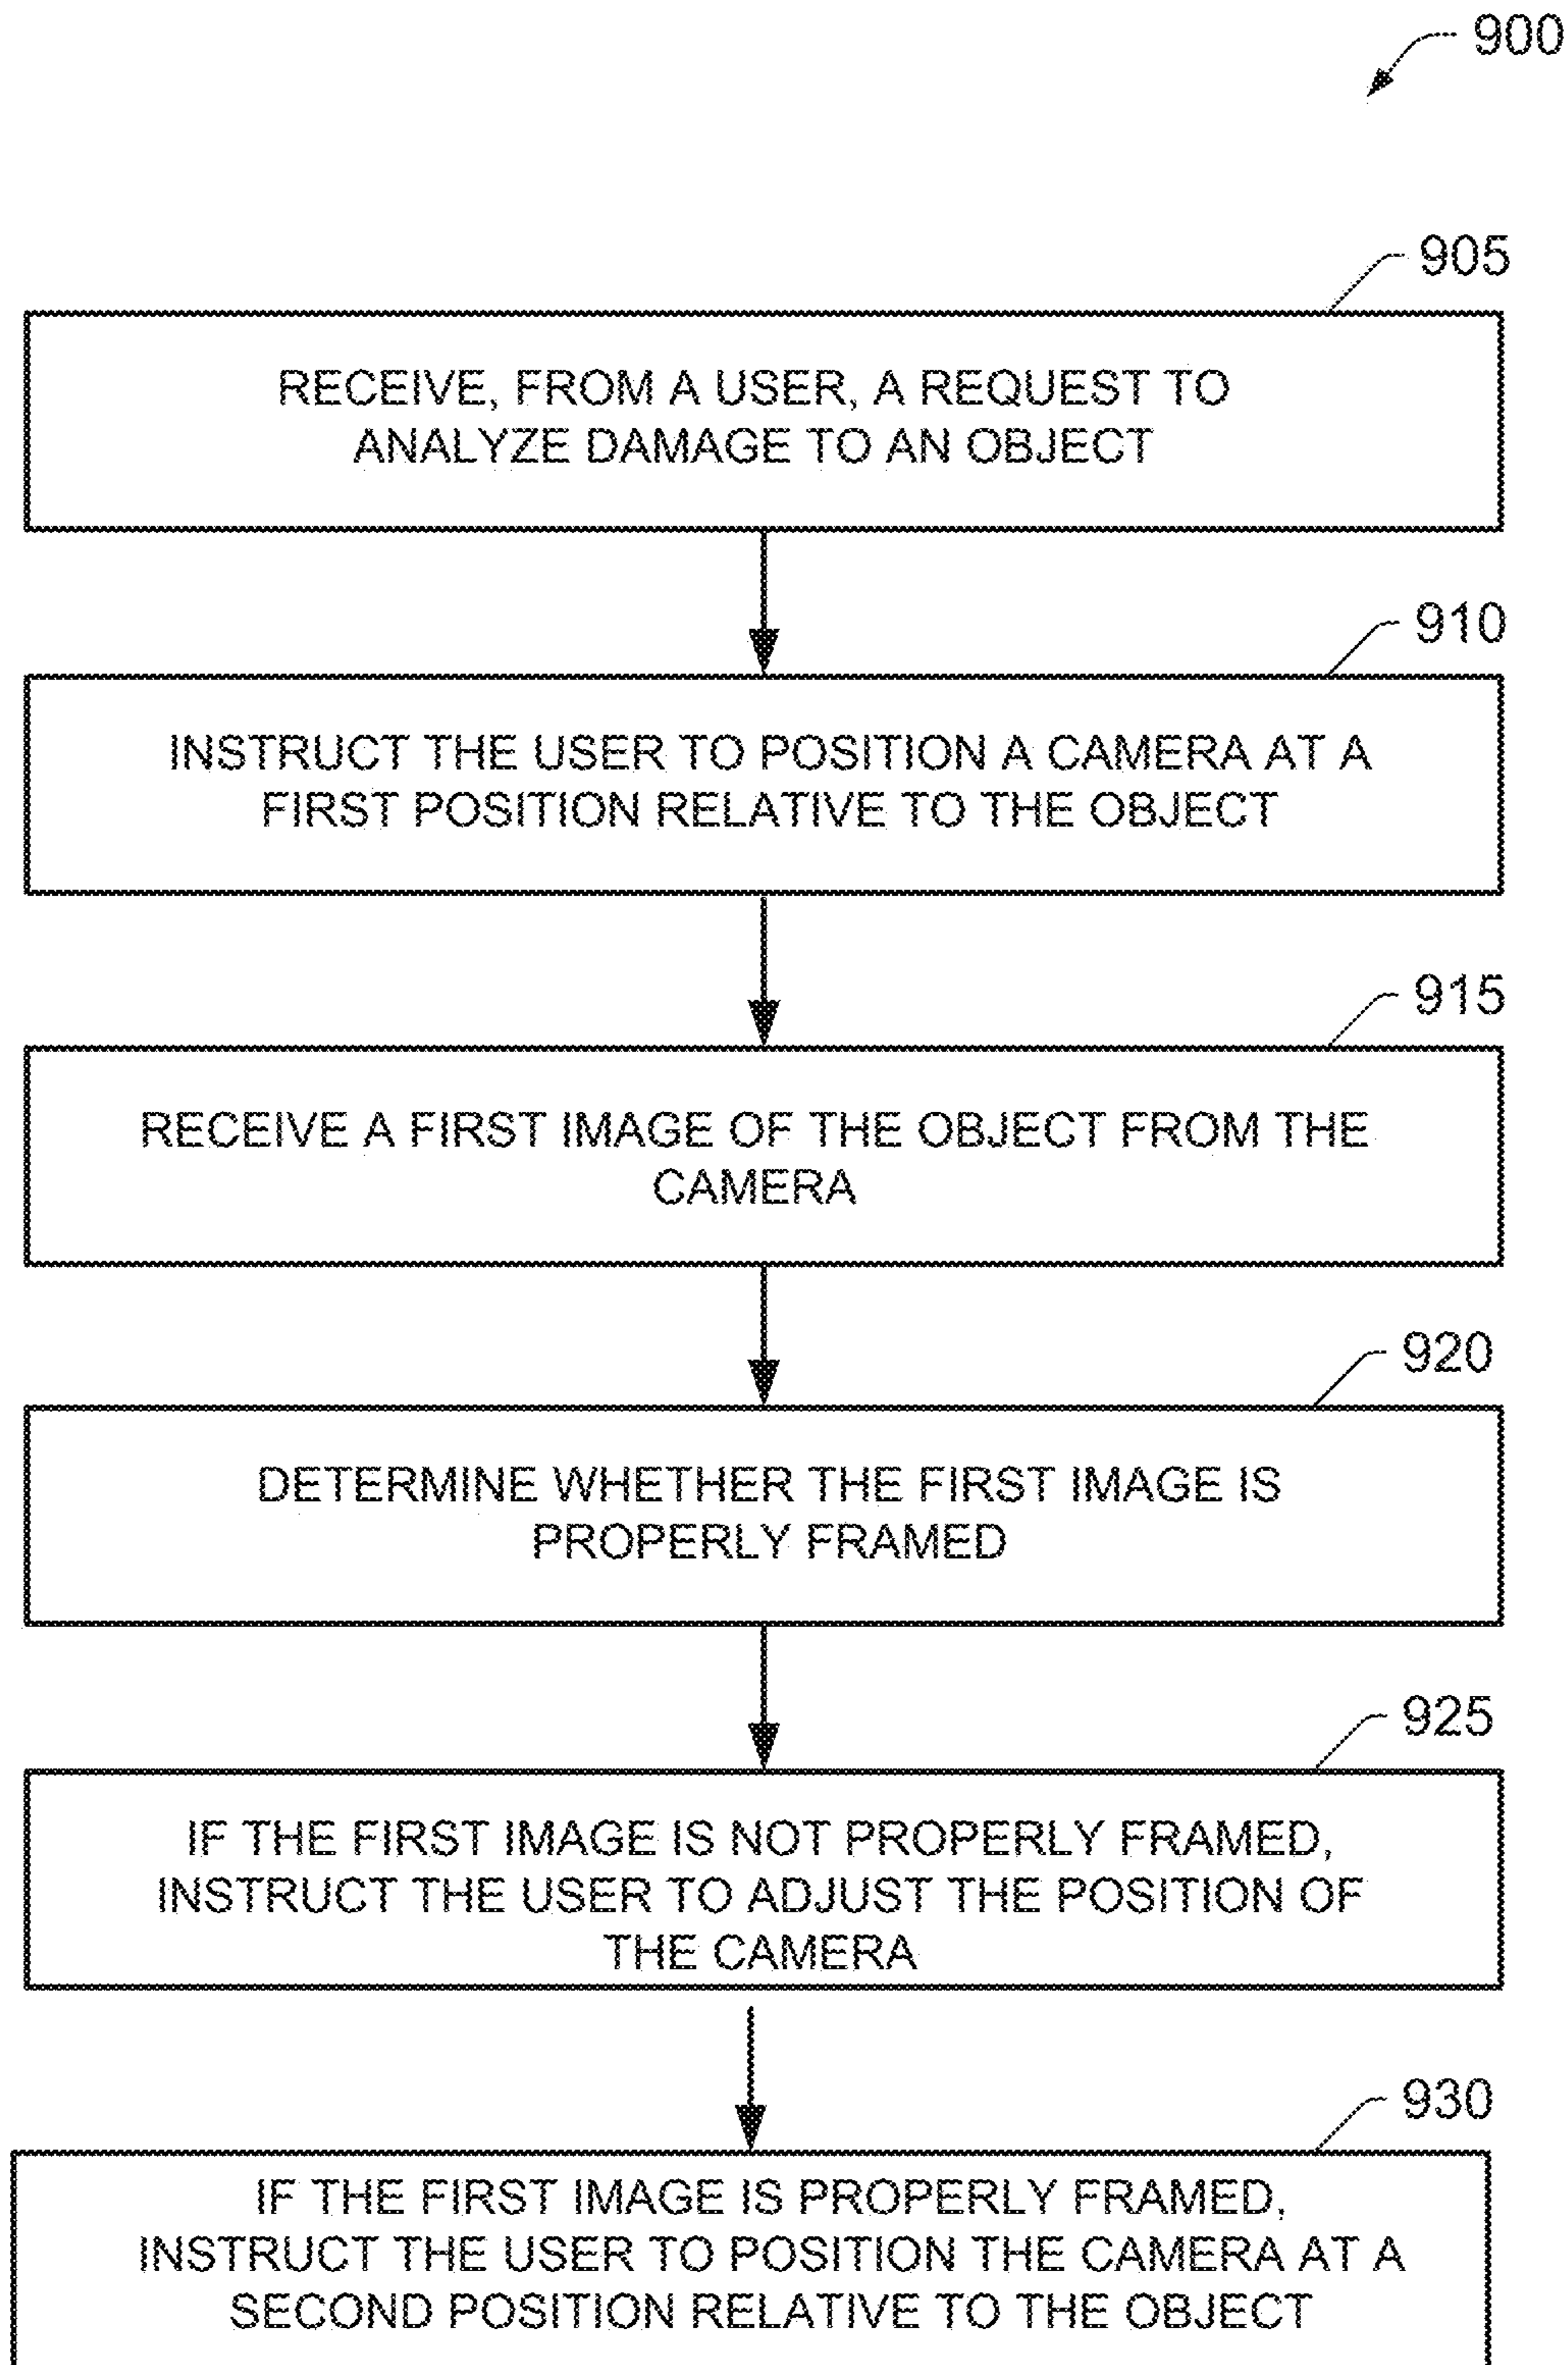 900
905
RECEIVE, FROM A USER, A REQUEST TO
ANALYZE DAMAGE TO AN OBJECT
910
INSTRUCT THE USER TO POSITION A CAMERA AT A
FIRST POSITION RELATIVE TO THE OBJECT
915
RECEIVE A FIRST IMAGE OF THE OBJECT FROM THE
CAMERA
920
DETERMINE WHETHER THE FIRST IMAGE IS
PROPERLY FRAMED
925
IF THE FIRST IMAGE IS NOT PROPERLY FRAMED,
INSTRUCT THE USER TO ADJUST THE POSITION OF
THE CAMERA
930
IF THE FIRST IMAGE IS PROPERLY FRAMED,
INSTRUCT THE USER TO POSITION THE CAMERA AT A
SECOND POSITION RELATIVE TO THE OBJECT